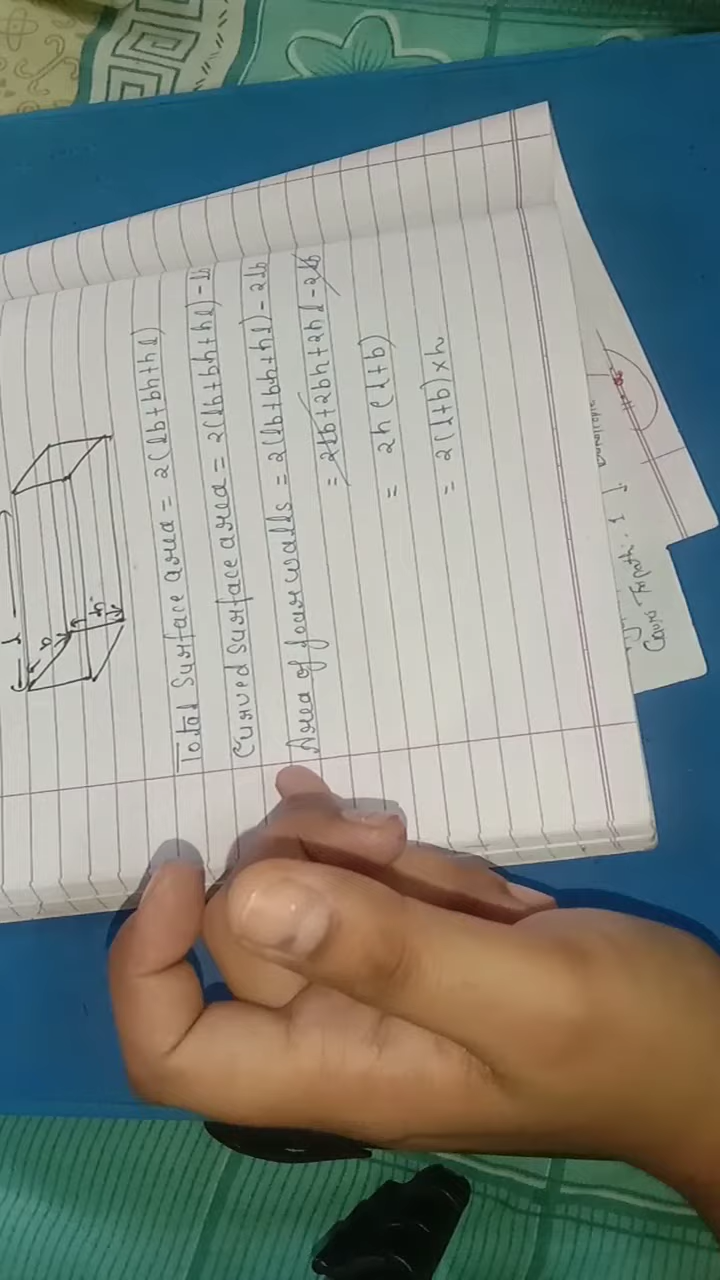 l
b
h
Total Surface area = 2(lb+bh+hl)
Curved Surface area = 2(lb+bh+hl) - lb
Area of four walls = 2(lb+bh+hl) - 2lb
= 2lb+2bh+2hl - 2lb
= 2h(l+b)
= 2(l+b)×h